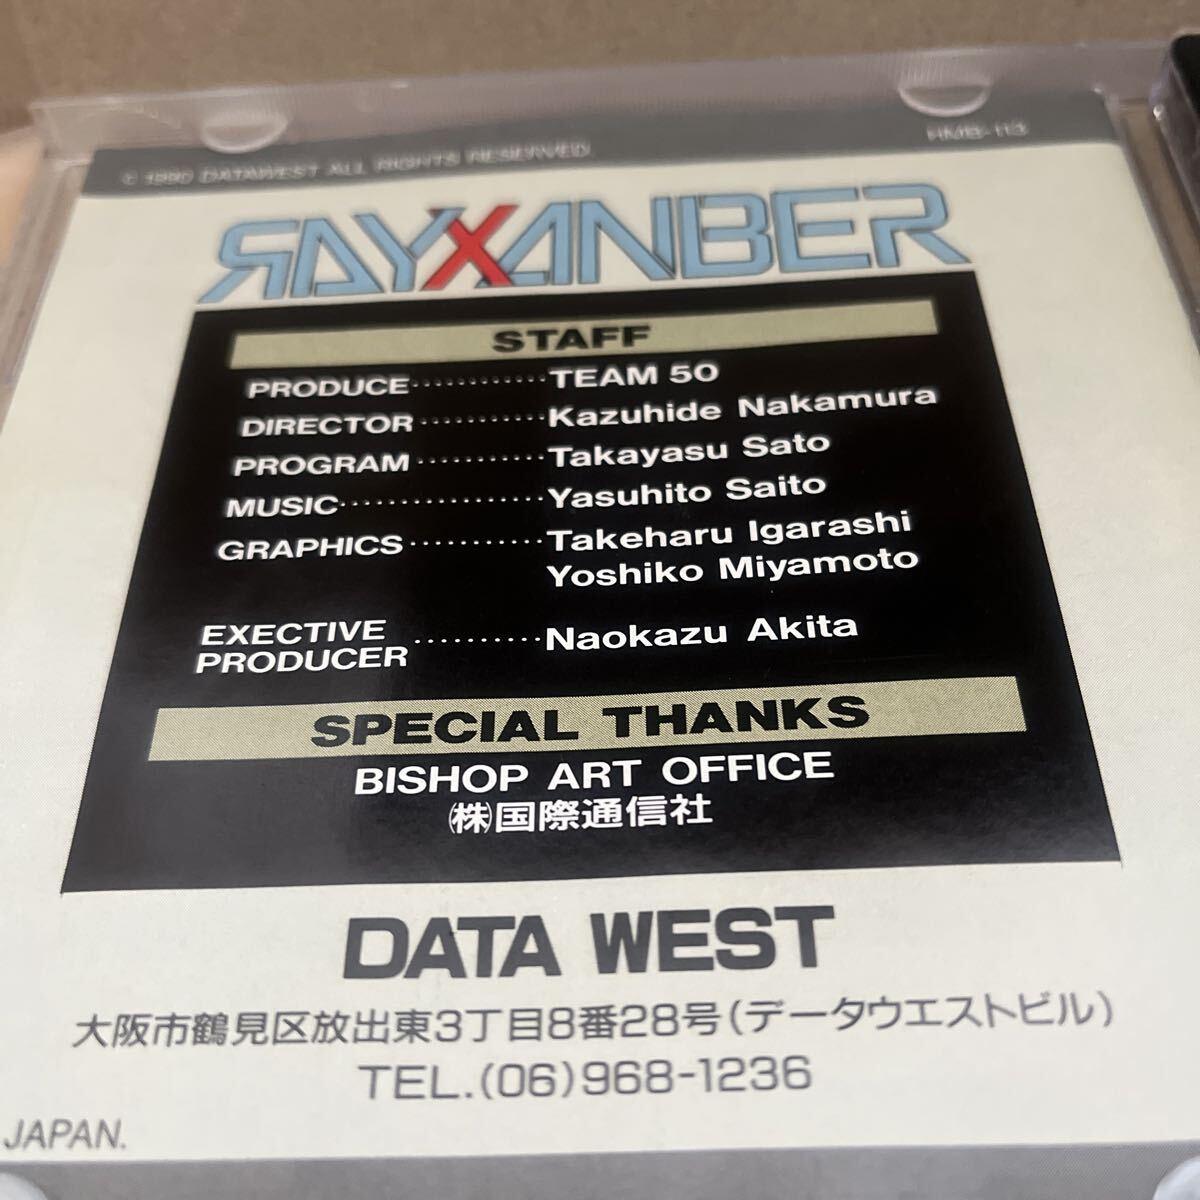 © 1990 DATAWEST ALL RIGHTS RESERVED.
HMB-113
RAYXANBER
STAFF
PRODUCE············TEAM 50
DIRECTOR···········Kazuhide Nakamura
PROGRAM···········Takayasu Sato
MUSIC·················Yasuhito Saito
GRAPHICS···········Takeharu Igarashi
Yoshiko Miyamoto
EXECTIVE
PRODUCER··········Naokazu Akita
SPECIAL THANKS
BISHOP ART OFFICE
㈱国際通信社
DATA WEST
大阪市鶴見区放出東3丁目8番28号(データウエストビル)
TEL.(06)968-1236
JAPAN.